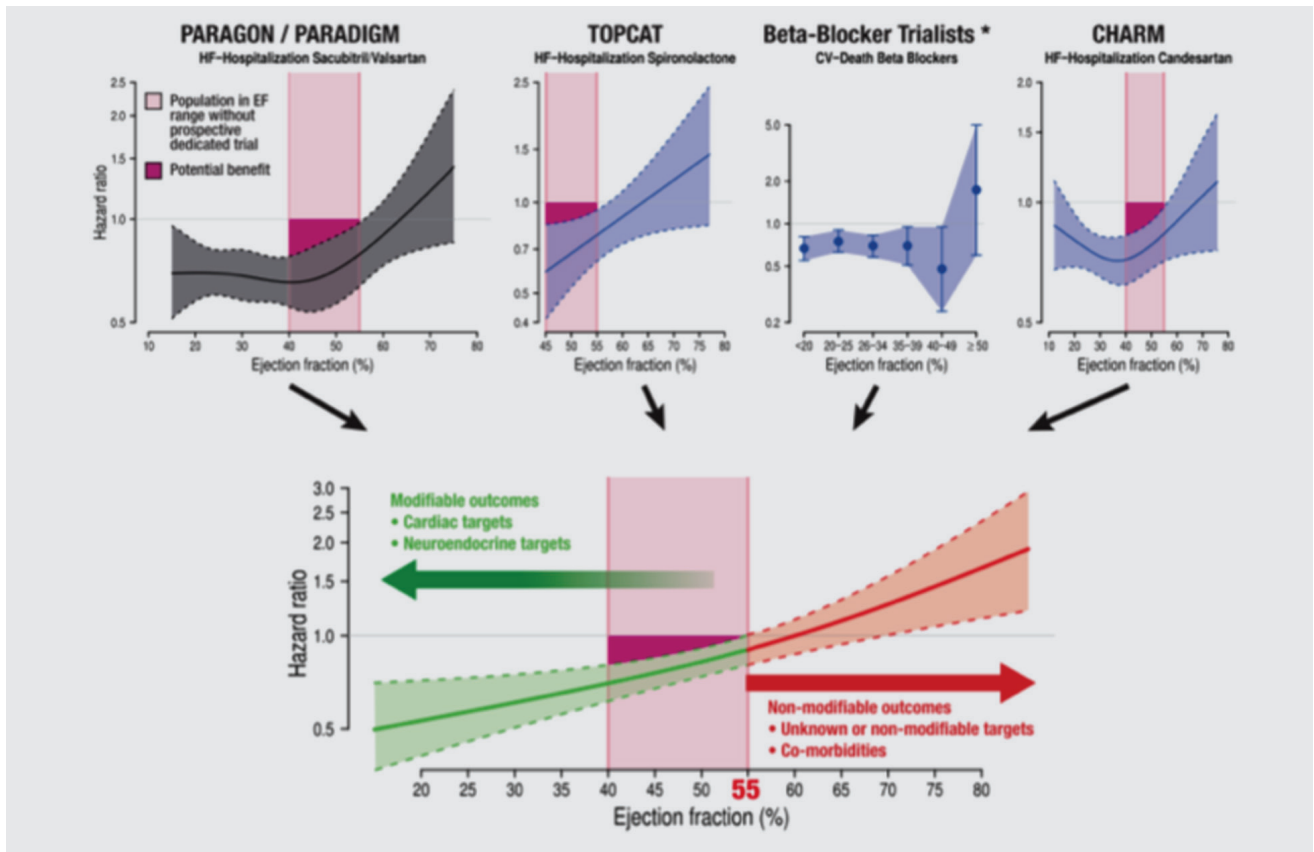 PARAGON / PARADIGM
HF-Hospitalization Sacubitril/Valsartan
2.5
2.0
1.5
1.0
0.5
Hazard ratio
Population in EF
range without
prospective
dedicated trial
Potential benefit
10 20 30 40 50 60 70 80
Ejection fraction (%)
TOPCAT
HF-Hospitalization Spironolactone
2.5
1.5
1.0
0.7
0.5
0.4
45 50 55 60 65 70 75 80
Ejection fraction (%)
Beta-Blocker Trialists *
CV-Death Beta Blockers
5.0
2.0
1.0
0.5
0.2
<20 20-25 26-34 35-39 40-49 ≥50
Ejection fraction (%)
CHARM
HF-Hospitalization Candesartan
2.0
1.5
1.0
0.5
12 20 30 40 50 60 70 80
Ejection fraction (%)
3.0
2.5
2.0
1.5
1.0
0.5
Hazard ratio
Modifiable outcomes
• Cardiac targets
• Neuroendocrine targets
Non-modifiable outcomes
• Unknown or non-modifiable targets
• Co-morbidities
20 25 30 35 40 45 50 55 60 65 70 75 80
Ejection fraction (%)